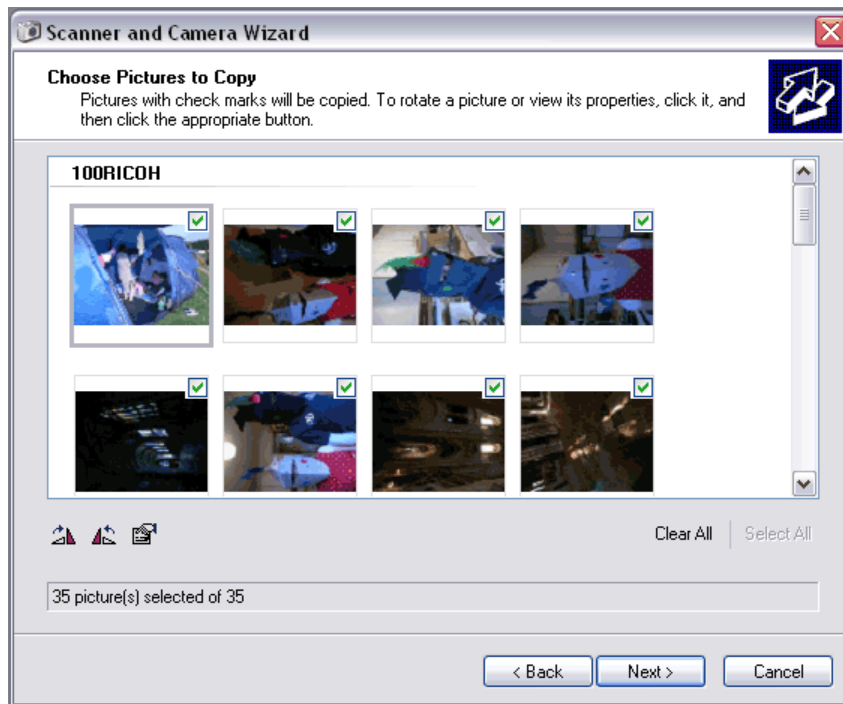 Scanner and Camera Wizard
Choose Pictures to Copy
Pictures with check marks will be copied. To rotate a picture or view its properties, click it, and
then click the appropriate button.
100RICOH
Clear All
Select All
35 picture(s) selected of 35
< Back
Next >
Cancel